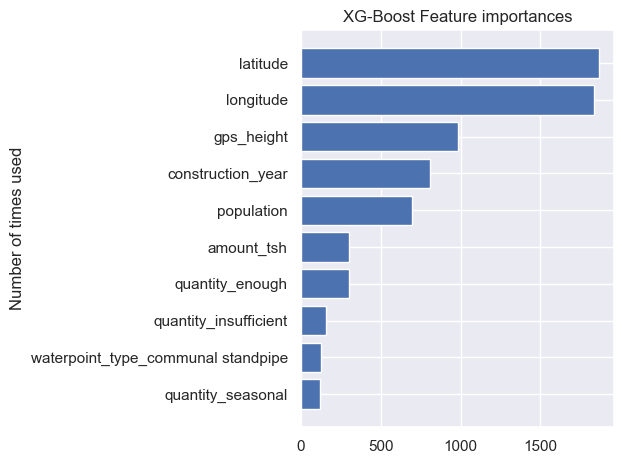 XG-Boost Feature importances
Number of times used
latitude
longitude
gps_height
construction_year
population
amount_tsh
quantity_enough
quantity_insufficient
waterpoint_type_communal standpipe
quantity_seasonal
0 500 1000 1500